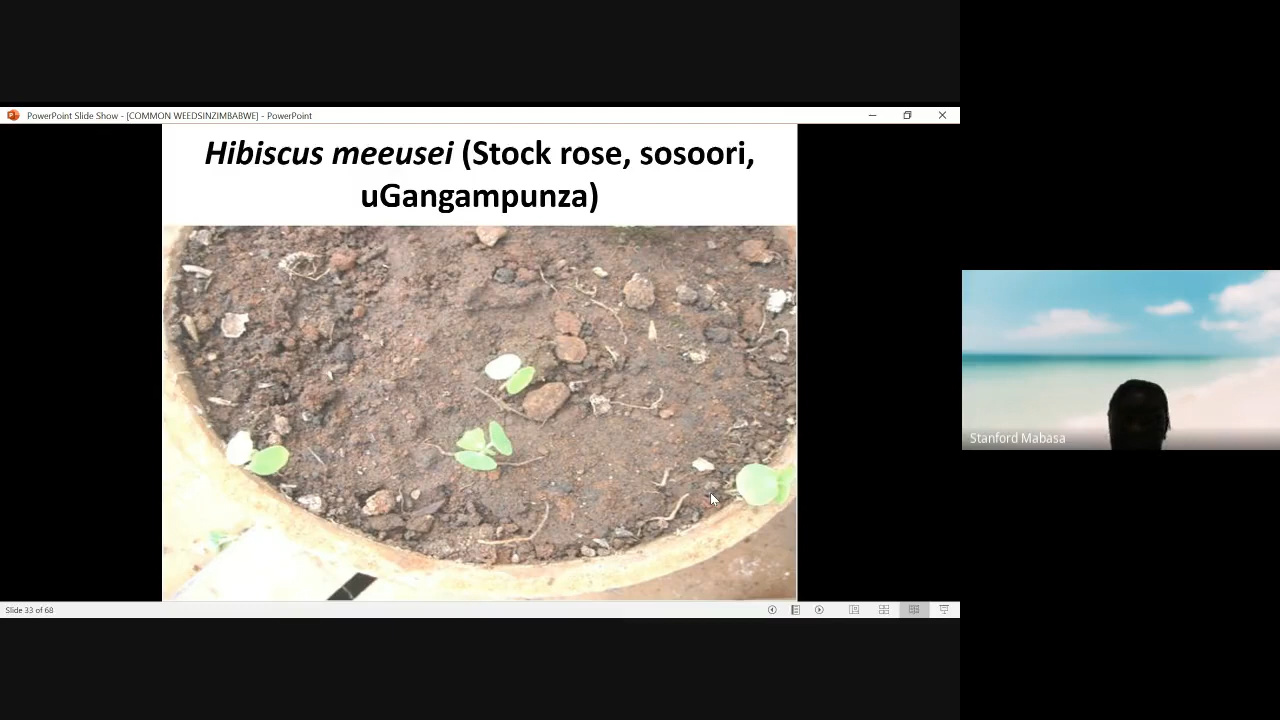 PowerPoint Slide Show - [COMMON WEEDSINZIMBABWE] - PowerPoint
Hibiscus meeusei (Stock rose, sosoori,
uGangampunza)
Stanford Mabasa
Slide 33 of 68